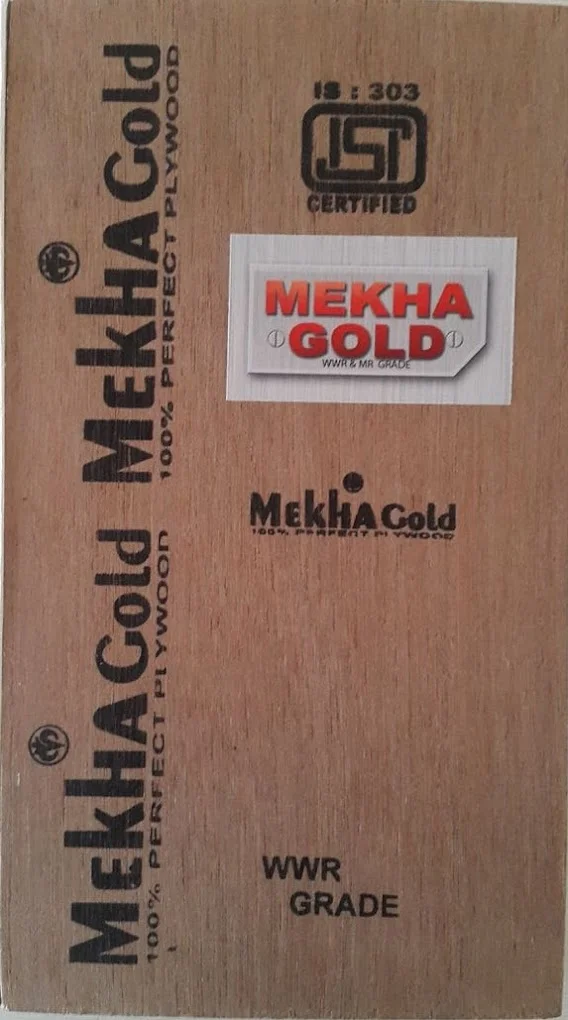 IS : 303
ISI
CERTIFIED
MEKHA
GOLD
WWR & MR GRADE
MEKHA Gold
100% PERFECT PLYWOOD
MEKHA Gold
100% PERFECT PLYWOOD
MEKHA Gold
100% PERFECT PLYWOOD
WWR
GRADE